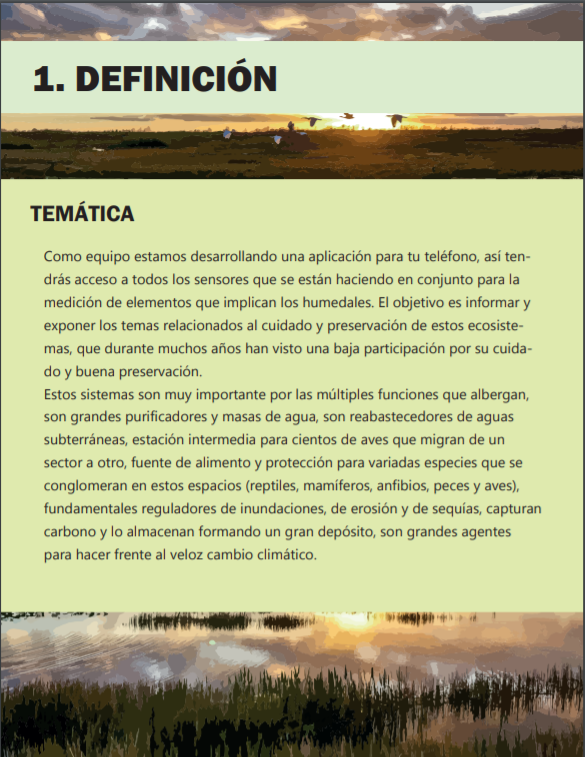 1. DEFINICIÓN
TEMÁTICA
Como equipo estamos desarrollando una aplicación para tu teléfono, así ten-
drás acceso a todos los sensores que se están haciendo en conjunto para la
medición de elementos que implican los humedales. El objetivo es informar y
exponer los temas relacionados al cuidado y preservación de estos ecosiste-
mas, que durante muchos años han visto una baja participación por su cuida-
do y buena preservación.
Estos sistemas son muy importante por las múltiples funciones que albergan,
son grandes purificadores y masas de agua, son reabastecedores de aguas
subterráneas, estación intermedia para cientos de aves que migran de un
sector a otro, fuente de alimento y protección para variadas especies que se
conglomeran en estos espacios (reptiles, mamíferos, anfibios, peces y aves),
fundamentales reguladores de inundaciones, de erosión y de sequías, capturan
carbono y lo almacenan formando un gran depósito, son grandes agentes
para hacer frente al veloz cambio climático.